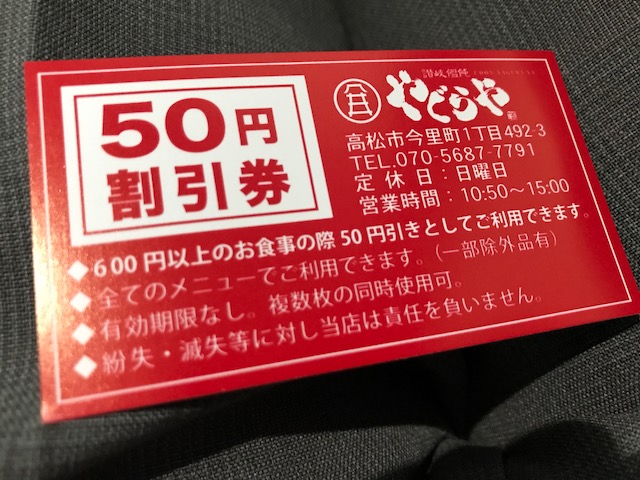 50円
割引券
讃岐饂飩
やどらや
高松市今里町1丁目492-3
TEL.070-5687-7791
定休日：日曜日
営業時間：10:50～15:00
◆600円以上のお食事の際50円引きとしてご利用できます。
◆全てのメニューでご利用できます。(一部除外品有)
◆有効期限なし。複数枚の同時使用可。
◆紛失・滅失等に対し当店は責任を負いません。